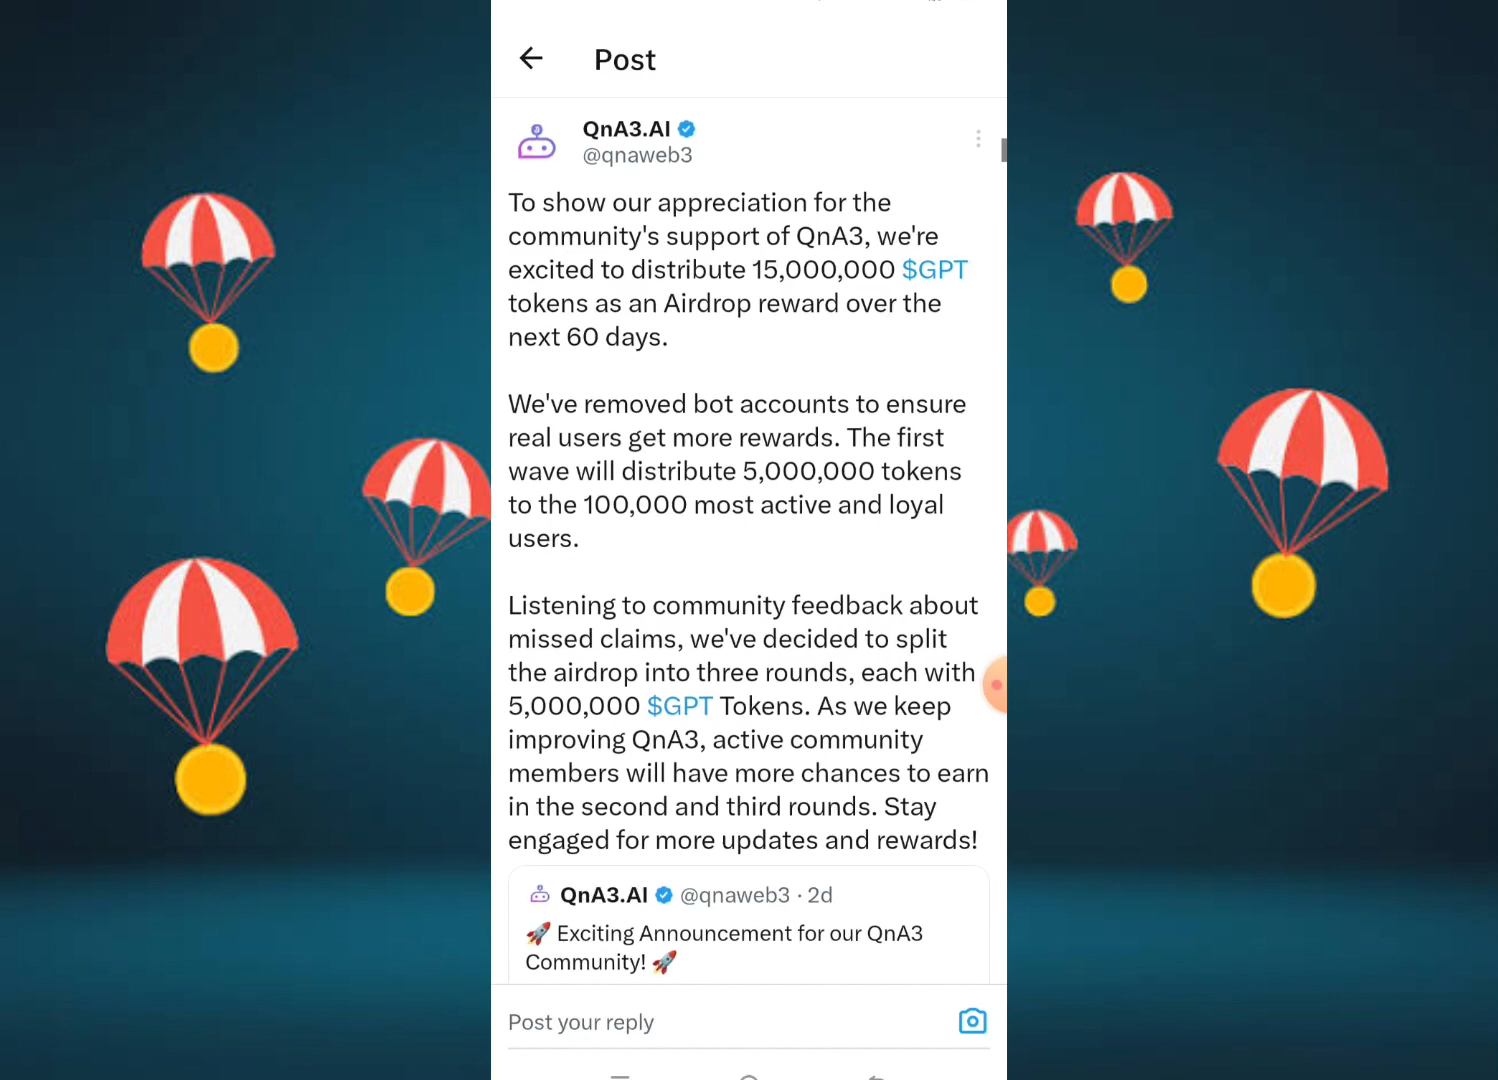 Post
QnA3.AI
@qnaweb3
To show our appreciation for the
community's support of QnA3, we're
excited to distribute 15,000,000 $GPT
tokens as an Airdrop reward over the
next 60 days.
We've removed bot accounts to ensure
real users get more rewards. The first
wave will distribute 5,000,000 tokens
to the 100,000 most active and loyal
users.
Listening to community feedback about
missed claims, we've decided to split
the airdrop into three rounds, each with
5,000,000 $GPT Tokens. As we keep
improving QnA3, active community
members will have more chances to earn
in the second and third rounds. Stay
engaged for more updates and rewards!
QnA3.AI @qnaweb3 · 2d
🚀 Exciting Announcement for our QnA3
Community! 🚀
Post your reply